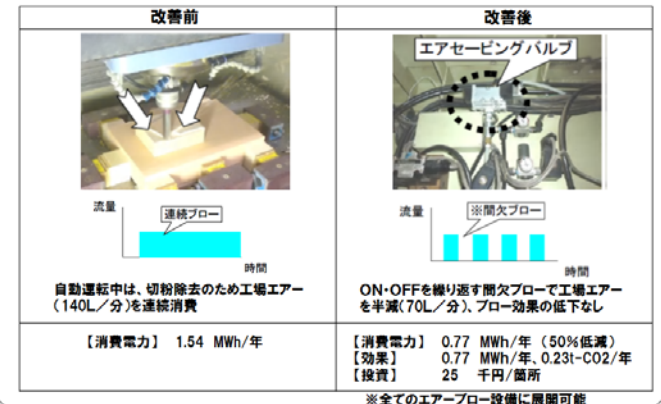 改善前
改善後
エアセービングバルブ
流量
連続ブロー
時間
流量
※間欠ブロー
時間
自動運転中は、切粉除去のため工場エアー
(140L/分)を連続消費
ON・OFFを繰り返す間欠ブローで工場エアー
を半減(70L/分)、ブロー効果の低下なし
【消費電力】 1.54 MWh/年
【消費電力】 0.77 MWh/年 (50%低減)
【効果】 0.77 MWh/年、0.23t-CO2/年
【投資】 25 千円/箇所
※全てのエアーブロー設備に展開可能